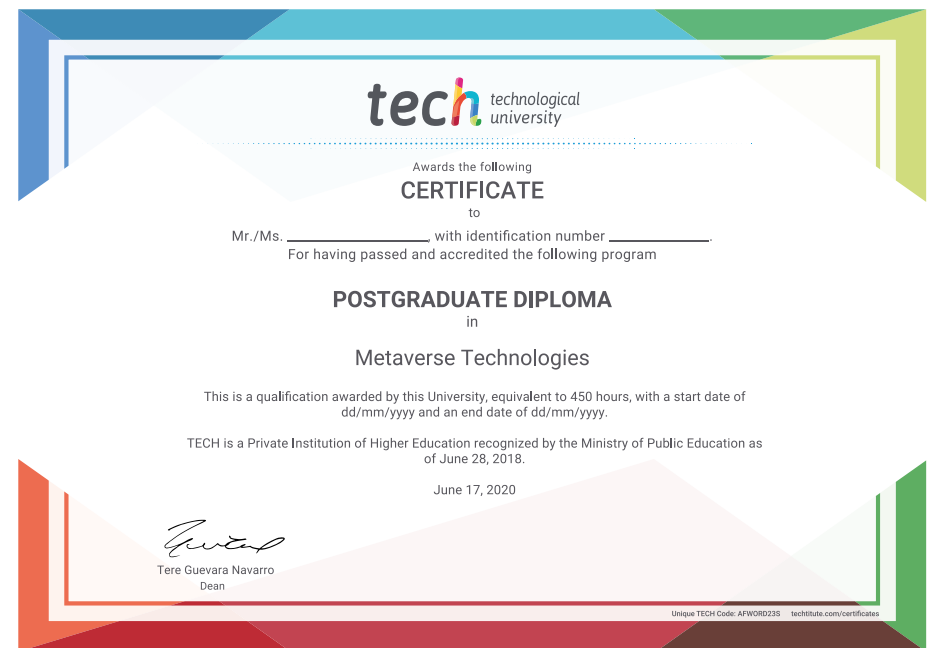 tech technological
university
Awards the following
CERTIFICATE
to
Mr./Ms. ____________________, with identification number ______________.
For having passed and accredited the following program
POSTGRADUATE DIPLOMA
in
Metaverse Technologies
This is a qualification awarded by this University, equivalent to 450 hours, with a start date of
dd/mm/yyyy and an end date of dd/mm/yyyy.
TECH is a Private Institution of Higher Education recognized by the Ministry of Public Education as
of June 28, 2018.
June 17, 2020
Tere Guevara Navarro
Dean
Unique TECH Code: AFWORD23S techtitute.com/certificates